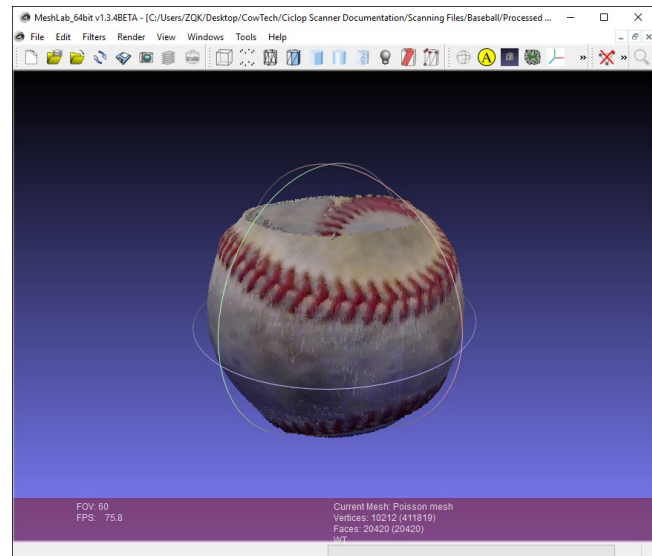 MeshLab_64bit v1.3.4BETA - [C:/Users/ZQK/Desktop/CowTech/Ciclop Scanner Documentation/Scanning Files/Baseball/Processed ...
File Edit Filters Render View Windows Tools Help
A
FOV: 60
FPS: 75.8
Current Mesh: Poisson mesh
Vertices: 10212 (411819)
Faces: 20420 (20420)
WT